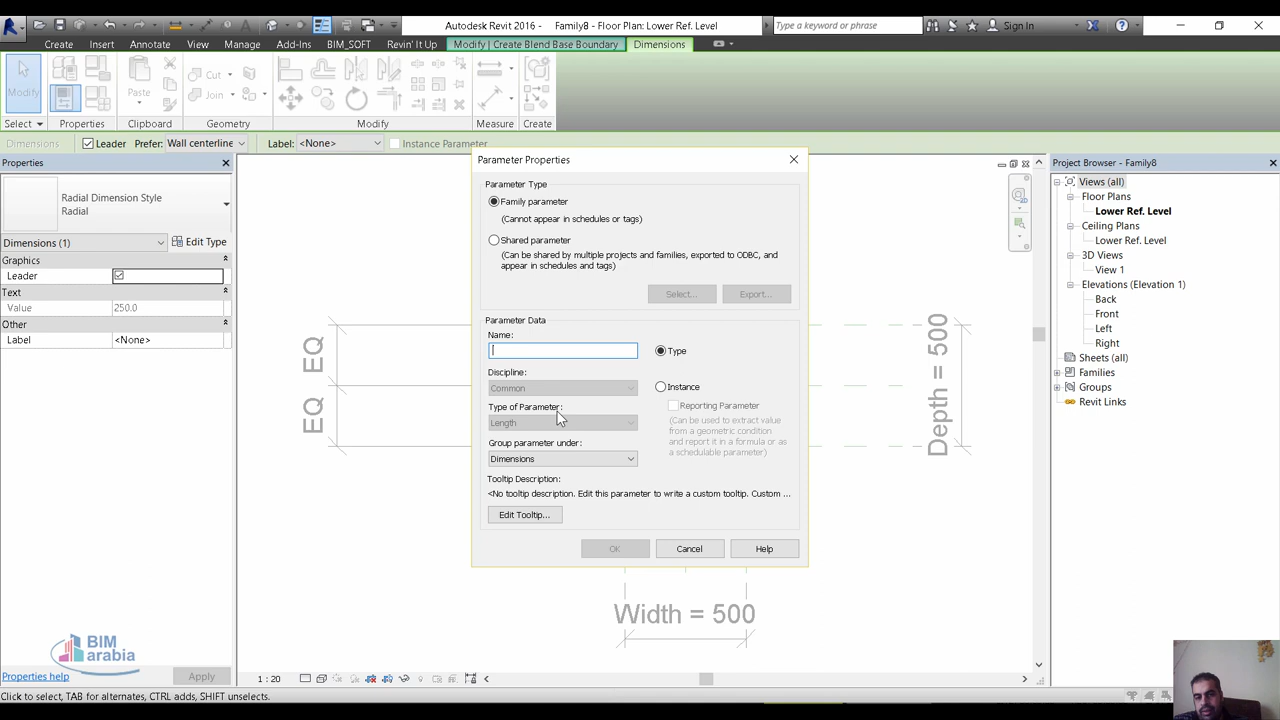 Autodesk Revit 2016 - Family8 - Floor Plan: Lower Ref. Level
Type a keyword or phrase
Sign In
Create Insert Annotate View Manage Add-Ins BIM_SOFT Revin' It Up Modify | Create Blend Base Boundary Dimensions
Modify
Paste
Cut
Join
Select Properties Clipboard Geometry Modify Measure Create
Dimensions Leader Prefer: Wall centerline Label: <None> Instance Parameter
Properties
Radial Dimension Style
Radial
Dimensions (1) Edit Type
Graphics
Leader
Text
Value 250.0
Other
Label <None>
BIM
arabia
Properties help Apply
EQ
EQ
Depth = 500
Width = 500
1 : 20
Parameter Properties
Parameter Type
Family parameter
(Cannot appear in schedules or tags)
Shared parameter
(Can be shared by multiple projects and families, exported to ODBC, and
appear in schedules and tags)
Select... Export...
Parameter Data
Name:
Type
Discipline:
Common
Instance
Type of Parameter:
Length
Reporting Parameter
(Can be used to extract value
from a geometric condition
and report it in a formula or as
a schedulable parameter)
Group parameter under:
Dimensions
Tooltip Description:
<No tooltip description. Edit this parameter to write a custom tooltip. Custom ...
Edit Tooltip...
OK Cancel Help
Project Browser - Family8
Views (all)
Floor Plans
Lower Ref. Level
Ceiling Plans
Lower Ref. Level
3D Views
View 1
Elevations (Elevation 1)
Back
Front
Left
Right
Sheets (all)
Families
Groups
Revit Links
Click to select, TAB for alternates, CTRL adds, SHIFT unselects.